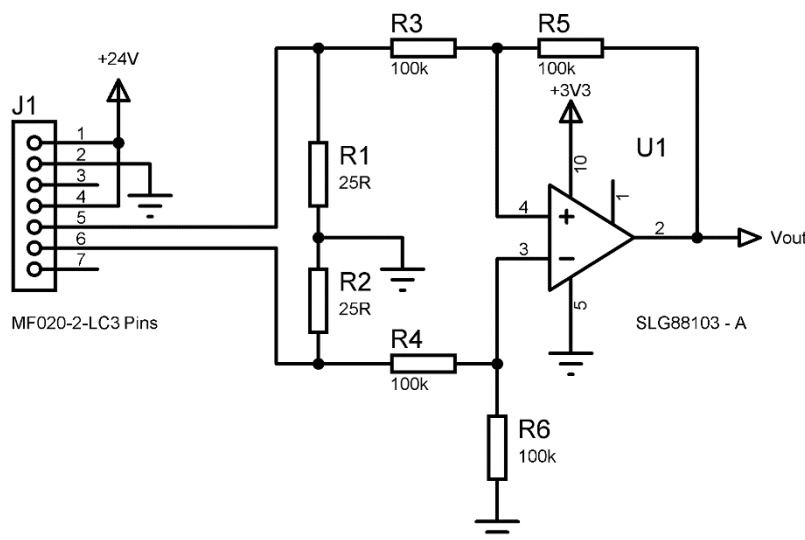 +24V
J1
1
2
3
4
5
6
7
MF020-2-LC3 Pins
R3
100k
R5
100k
+3V3
U1
R1
25R
R2
25R
R4
100k
R6
100k
10
1
4
+
3
−
2
5
Vout
SLG88103 - A